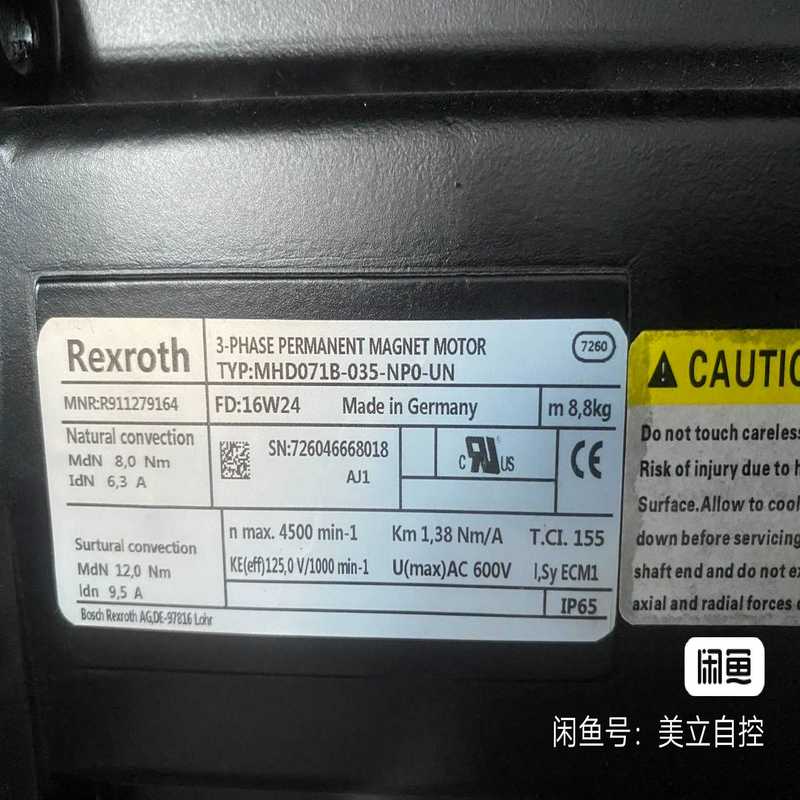 Rexroth
3-PHASE PERMANENT MAGNET MOTOR
7260
TYP:MHD071B-035-NP0-UN
MNR:R911279164
FD:16W24
Made in Germany
m 8,8kg
Natural convection
MdN 8,0 Nm
IdN 6,3 A
SN:726046668018
AJ1
c RU US
CE
Surtural convection
MdN 12,0 Nm
Idn 9,5 A
n max. 4500 min-1
Km 1,38 Nm/A
T.CI. 155
KE(eff)125,0 V/1000 min-1
U(max)AC 600V
I,Sy ECM1
IP65
Bosch Rexroth AG,DE-97816 Lohr
CAUTIO
Do not touch careless
Risk of injury due to h
Surface.Allow to cool
down before servicing
shaft end and do not ex
axial and radial forces
闲鱼
闲鱼号：美立自控